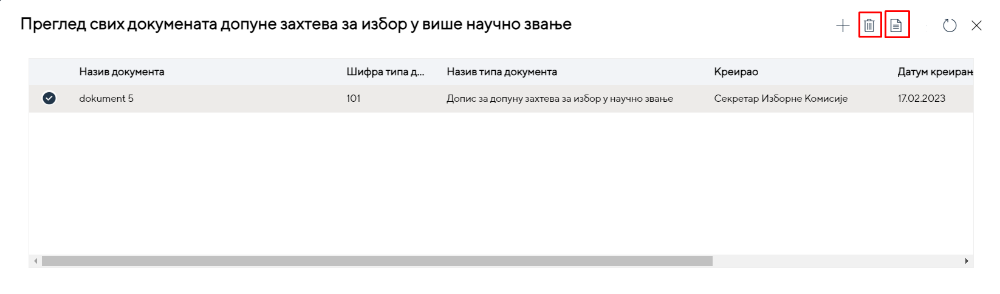 Преглед свих докумената допуне захтева за избор у више научно звање
Назив документа Шифра типа д... Назив типа документа Креирао Датум креирањ
dokument 5 101 Допис за допуну захтева за избор у научно звање Секретар Изборне Комисије 17.02.2023